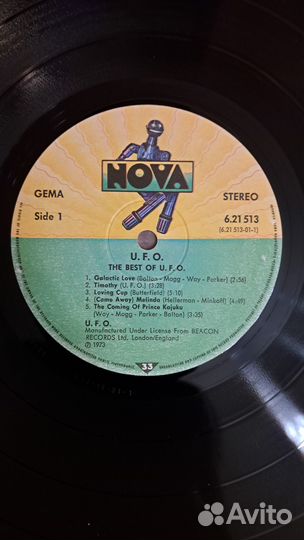 NOVA
GEMA
STEREO
Side 1
6.21 513
(6.21 513-01-1)
U. F. O.
THE BEST OF U. F. O.
1. Galactic Love (Bolton - Mogg - Way - Parker) (2:56)
2. Timothy (U. F. O.) (3:28)
3. Loving Cup (Butterfield) (5:10)
4. (Come Away) Melinda (Hellerman - Minkoff) (4:49)
5. The Coming Of Prince Kajuku
(Way - Mogg - Parker - Bolton) (3:35)
U. F. O.
Manufactured Under License From BEACON
RECORDS Ltd. London/England
Ⓟ 1973
33
Avito